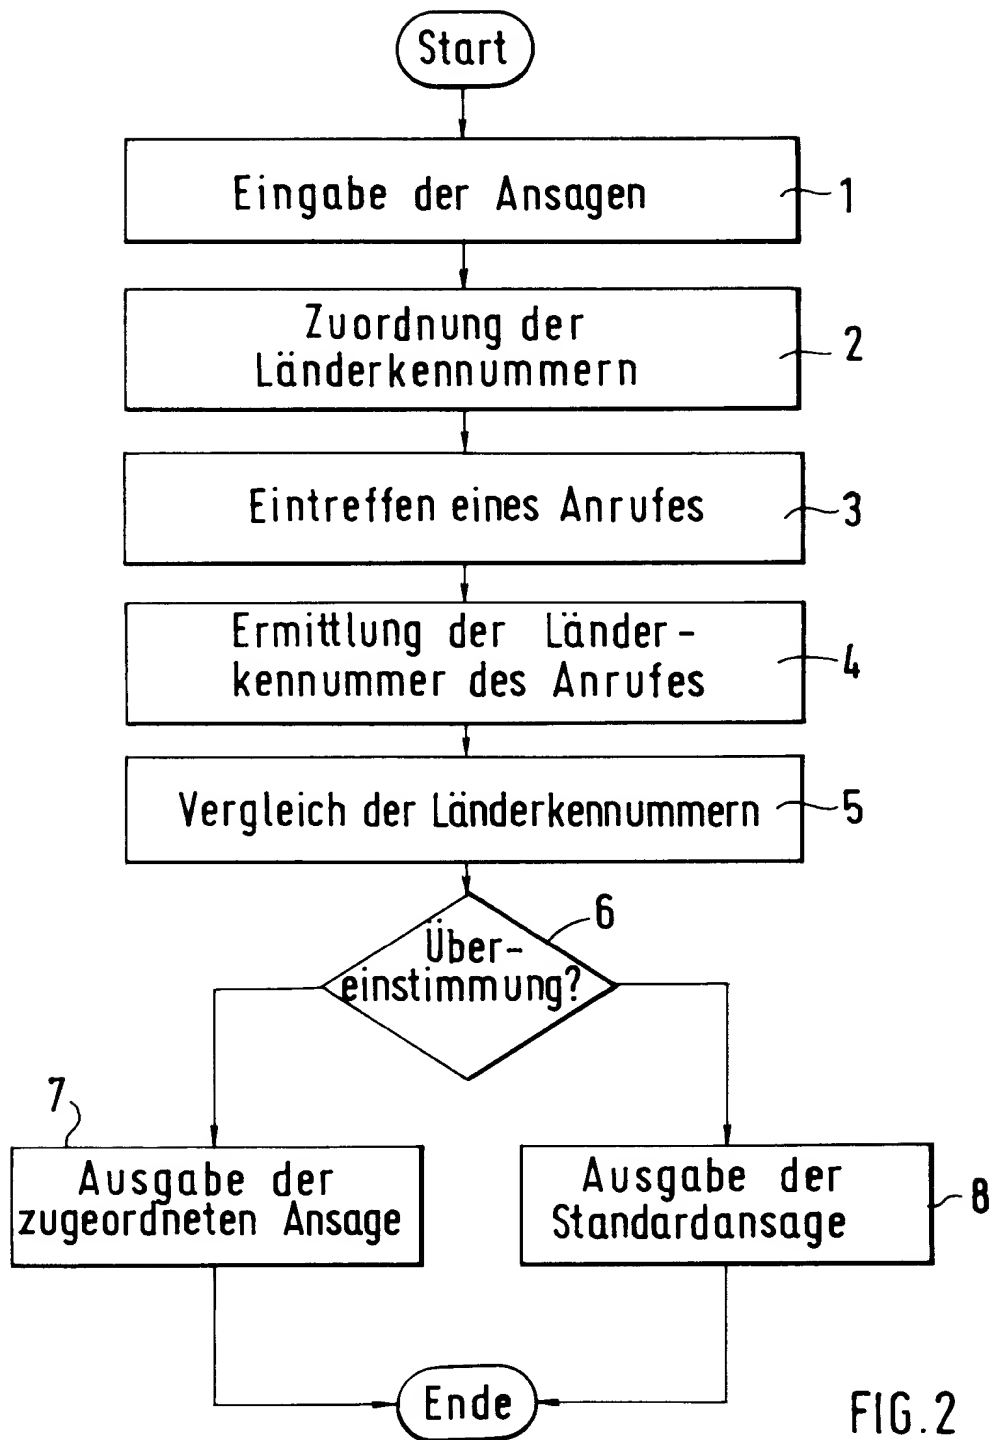 Start
Eingabe der Ansagen
1
Zuordnung der
Länderkennummern
2
Eintreffen eines Anrufes
3
Ermittlung der Länder-
kennummer des Anrufes
4
Vergleich der Länderkennummern
5
6
Über-
einstimmung?
7
Ausgabe der
zugeordneten Ansage
Ausgabe der
Standardansage
8
Ende
FIG.2